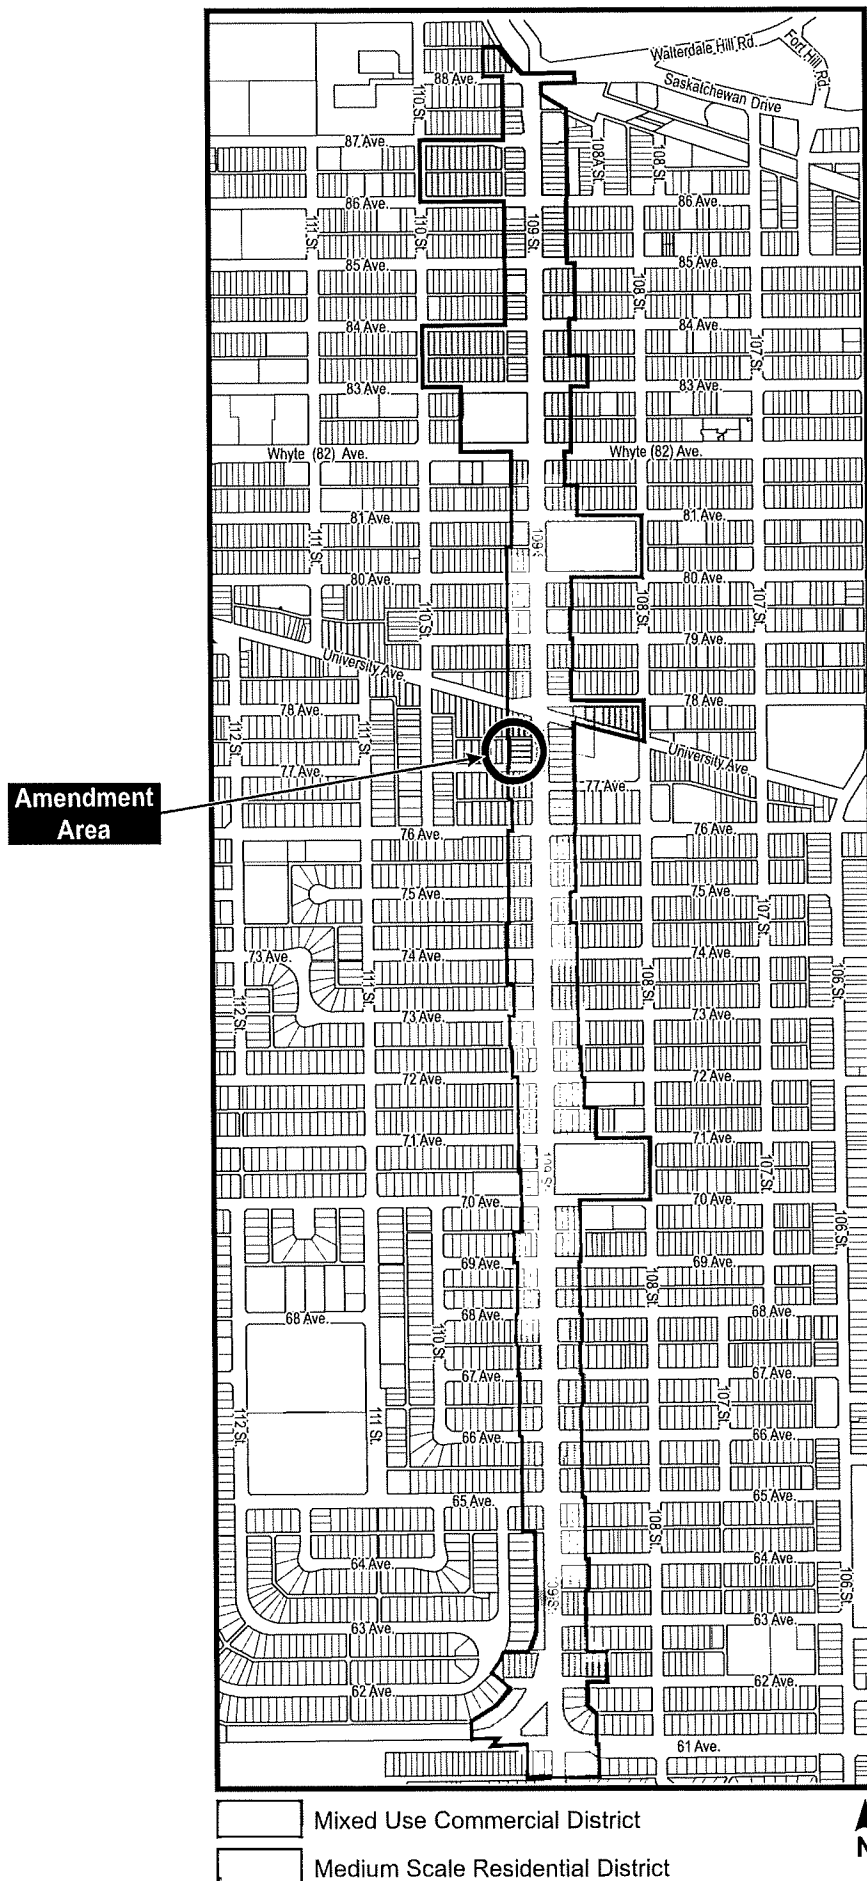 Walterdale Hill Rd.
Fort Hill Rd.
88 Ave.
Saskatchewan Drive
110 St.
87 Ave.
108A St.
108 St.
86 Ave.
86 Ave.
111 St.
110 St.
109 St.
85 Ave.
85 Ave.
108 St.
84 Ave.
84 Ave.
107 St.
83 Ave.
83 Ave.
Whyte (82) Ave.
Whyte (82) Ave.
81 Ave.
81 Ave.
111 St.
80 Ave.
80 Ave.
110 St.
108 St.
107 St.
79 Ave.
University Ave.
78 Ave.
78 Ave.
112 St.
111 St.
University Ave.
77 Ave.
77 Ave.
Amendment
Area
76 Ave.
76 Ave.
75 Ave.
75 Ave.
107 St.
73 Ave.
74 Ave.
74 Ave.
112 St.
111 St.
108 St.
106 St.
73 Ave.
73 Ave.
72 Ave.
72 Ave.
71 Ave.
71 Ave.
109 St.
107 St.
70 Ave.
70 Ave.
106 St.
69 Ave.
69 Ave.
108 St.
68 Ave.
68 Ave.
68 Ave.
110 St.
67 Ave.
67 Ave.
112 St.
111 St.
107 St.
66 Ave.
66 Ave.
65 Ave.
65 Ave.
108 St.
64 Ave.
64 Ave.
106 St.
63 Ave.
63 Ave.
62 Ave.
62 Ave.
61 Ave.
Mixed Use Commercial District
N
Medium Scale Residential District